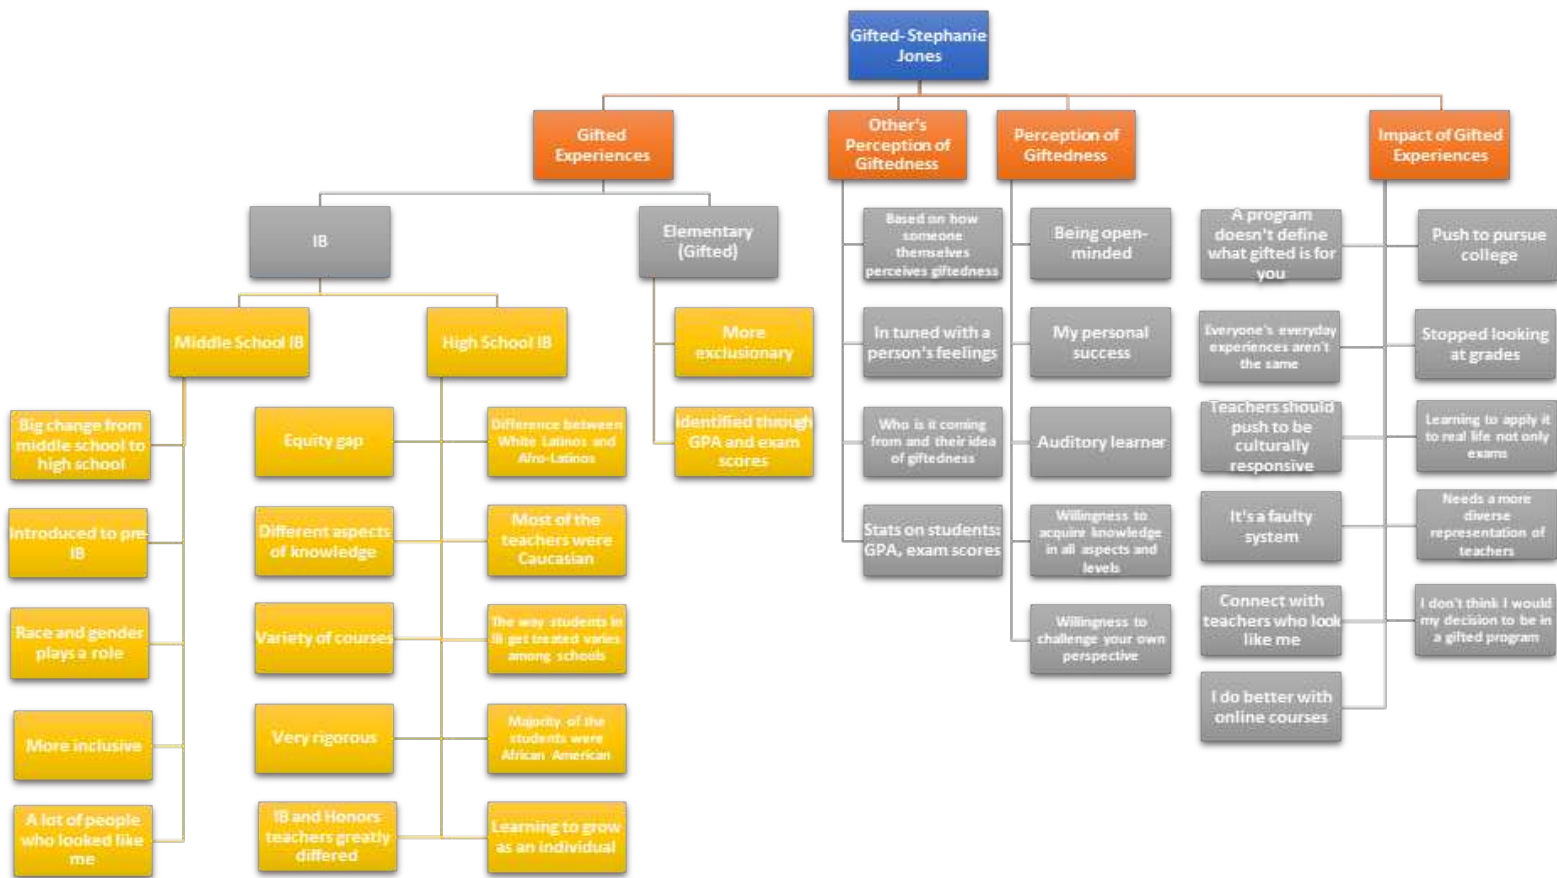 Gifted- Stephanie
Jones
Gifted
Experiences
Other's
Perception of
Giftedness
Perception of
Giftedness
Impact of Gifted
Experiences
IB
Elementary
(Gifted)
Middle School IB
High School IB
Big change from
middle school to
high school
Introduced to pre-
IB
Race and gender
plays a role
More inclusive
A lot of people
who looked like
me
Equity gap
Different aspects
of knowledge
Variety of courses
Very rigorous
IB and Honors
teachers greatly
differed
Difference between
White Latinos and
Afro-Latinos
Most of the
teachers were
Caucasian
The way students in
IB get treated varies
among schools
Majority of the
students were
African American
Learning to grow
as an individual
More
exclusionary
Identified through
GPA and exam
scores
Based on how
someone
themselves
perceives giftedness
In tuned with a
person's feelings
Who is it coming
from and their idea
of giftedness
Stats on students:
GPA, exam scores
Being open-
minded
My personal
success
Auditory learner
Willingness to
acquire knowledge
in all aspects and
levels
Willingness to
challenge your own
perspective
A program
doesn't define
what gifted is for
you
Everyone's everyday
experiences aren't
the same
Teachers should
push to be
culturally
responsive
It's a faulty
system
Connect with
teachers who look
like me
I do better with
online courses
Push to pursue
college
Stopped looking
at grades
Learning to apply it
to real life not only
exams
Needs a more
diverse
representation of
teachers
I don't think I would
my decision to be in
a gifted program